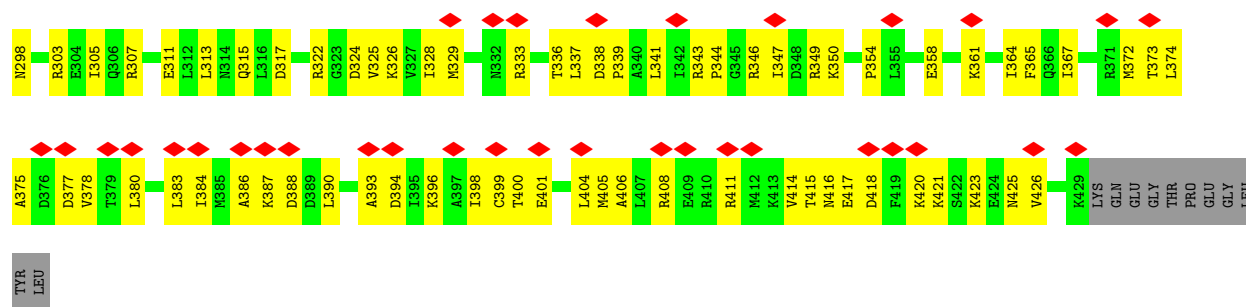 N298 R303 E304 I305 Q306 R307 E311 L312 L313 N314 Q315 L316 D317 R322 G323 D324 V325 K326 V327 I328 M329 N332 R333 T336 L337 D338 P339 A340 L341 I342 R343 P344 G345 R346 I347 D348 R349 K350 P354 L355 E358 K361 I364 F365 Q366 I367 R371 M372 T373 L374
A375 D376 D377 V378 T379 L380 L383 I384 M385 A386 K387 D388 D389 L390 A393 D394 I395 K396 A397 I398 C399 T400 E401 L404 M405 A406 L407 R408 E409 R410 R411 M412 K413 V414 T415 N416 E417 D418 F419 K420 K421 S422 K423 E424 N425 V426 K429 LYS GLN GLU GLY THR PRO GLU GLY LEU
TYR LEU